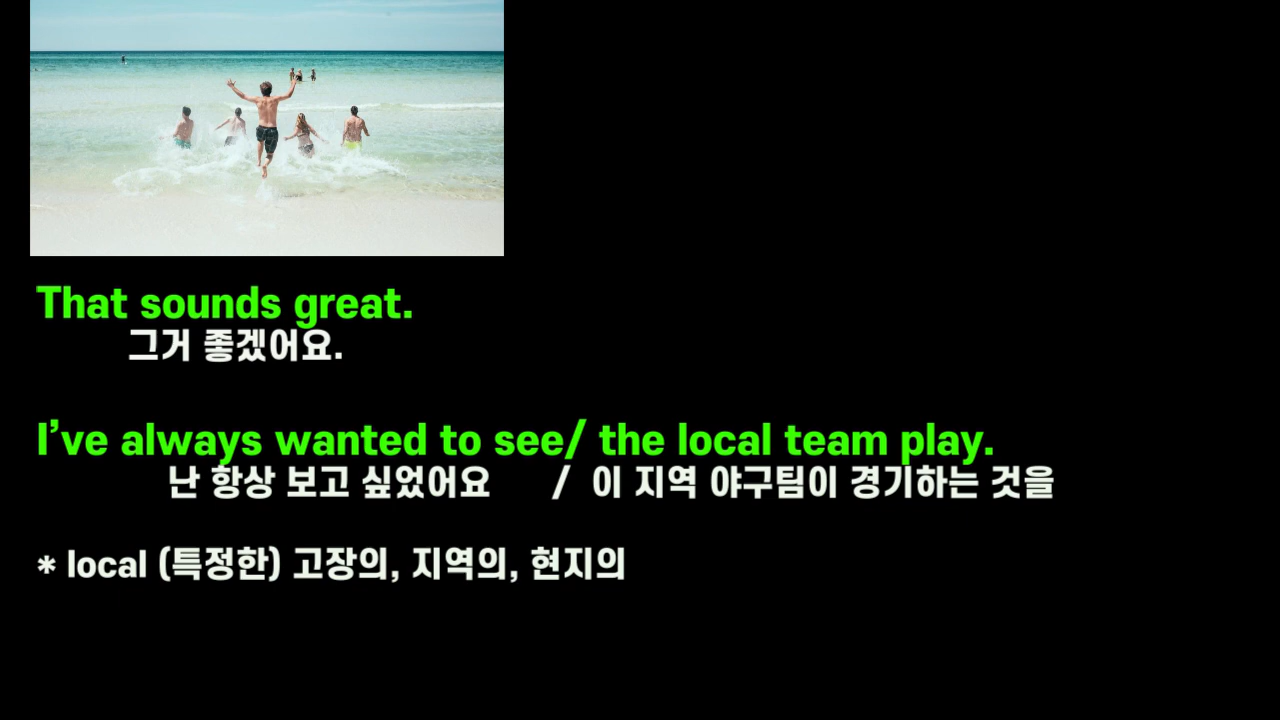 That sounds great.
그거 좋겠어요.
I've always wanted to see/ the local team play.
난 항상 보고 싶었어요 / 이 지역 야구팀이 경기하는 것을
* local (특정한) 고장의, 지역의, 현지의